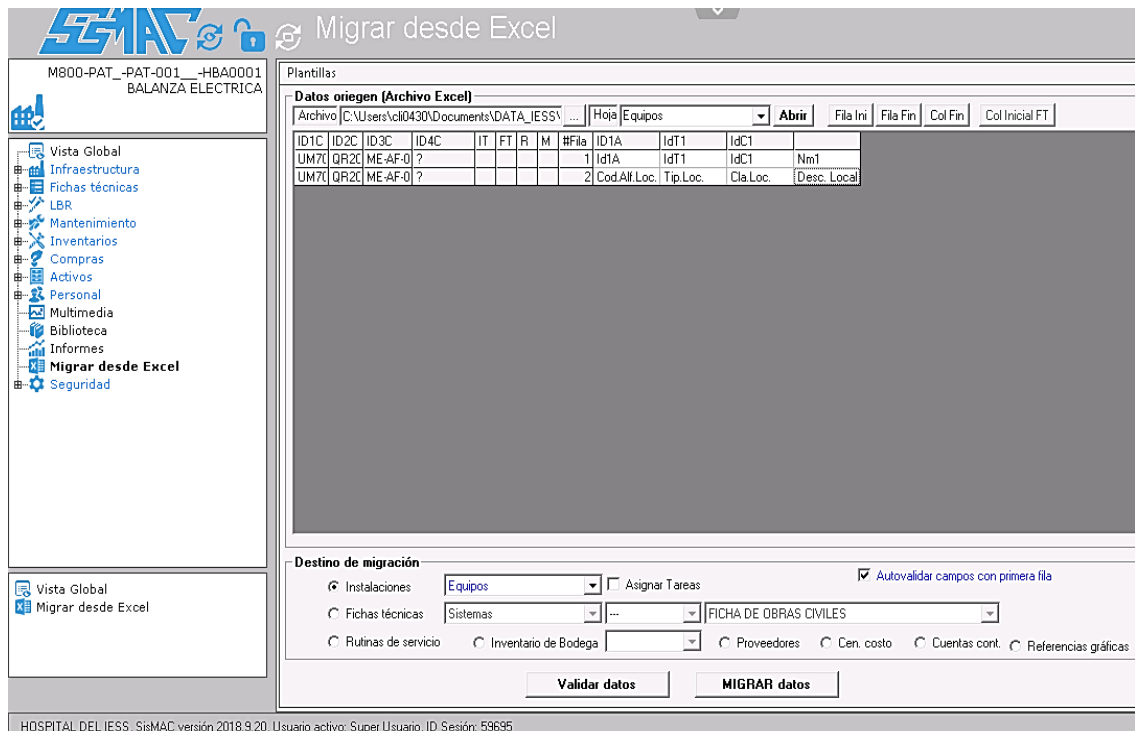 SisMAC
Migrar desde Excel
M800-PAT_-PAT-001__-HBA0001
BALANZA ELECTRICA
Vista Global
Infraestructura
Fichas técnicas
LBR
Mantenimiento
Inventarios
Compras
Activos
Personal
Multimedia
Biblioteca
Informes
Migrar desde Excel
Seguridad
Vista Global
Migrar desde Excel
Plantillas
Datos oriegen (Archivo Excel)
Archivo C:\Users\cli0430\Documents\DATA_IESS\ ... Hoja Equipos Abrir Fila Ini Fila Fin Col Fin Col Inicial FT
ID1C ID2C ID3C ID4C IT FT R M #Fila ID1A IdT1 IdC1
UM70 QR20 ME-AF-0 ? 1 Id1A IdT1 IdC1 Nm1
UM70 QR20 ME-AF-0 ? 2 Cod.Alf.Loc. Tip.Loc. Cla.Loc. Desc. Local
Destino de migración
Instalaciones Equipos Asignar Tareas Autovalidar campos con primera fila
Fichas técnicas Sistemas --- FICHA DE OBRAS CIVILES
Rutinas de servicio Inventario de Bodega Proveedores Cen. costo Cuentas cont. Referencias gráficas
Validar datos MIGRAR datos
HOSPITAL DEL IESS. SisMAC versión 2018.9.20. Usuario activo: Super Usuario. ID Sesión: 59695